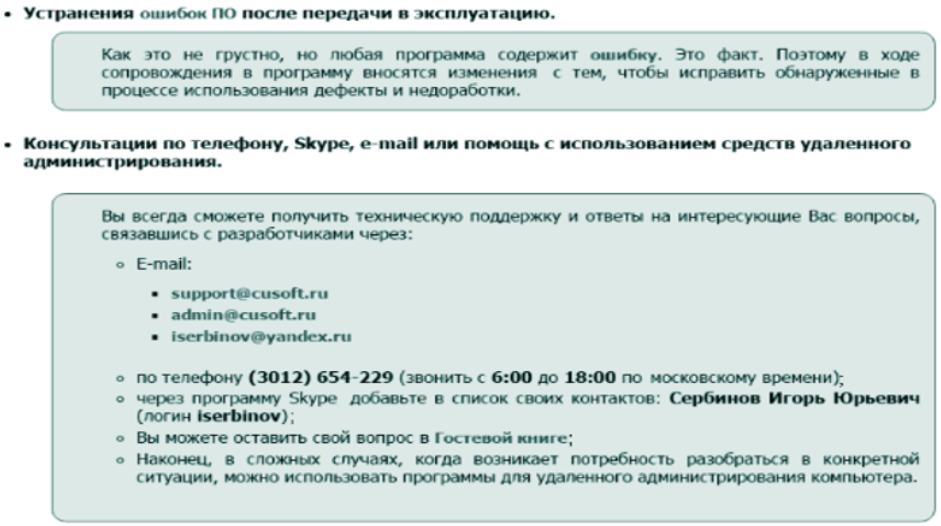 • Устранения ошибок ПО после передачи в эксплуатацию.
Как это не грустно, но любая программа содержит ошибку. Это факт. Поэтому в ходе
сопровождения в программу вносятся изменения с тем, чтобы исправить обнаруженные в
процессе использования дефекты и недоработки.
• Консультации по телефону, Skype, e-mail или помощь с использованием средств удаленного
администрирования.
Вы всегда сможете получить техническую поддержку и ответы на интересующие Вас вопросы,
связавшись с разработчиками через:
◦ E-mail:
▪ support@cusoft.ru
▪ admin@cusoft.ru
▪ iserbinov@yandex.ru
◦ по телефону (3012) 654-229 (звонить с 6:00 до 18:00 по московскому времени);
◦ через программу Skype добавьте в список своих контактов: Сербинов Игорь Юрьевич
(логин iserbinov);
◦ Вы можете оставить свой вопрос в Гостевой книге;
◦ Наконец, в сложных случаях, когда возникает потребность разобраться в конкретной
ситуации, можно использовать программы для удаленного администрирования компьютера.